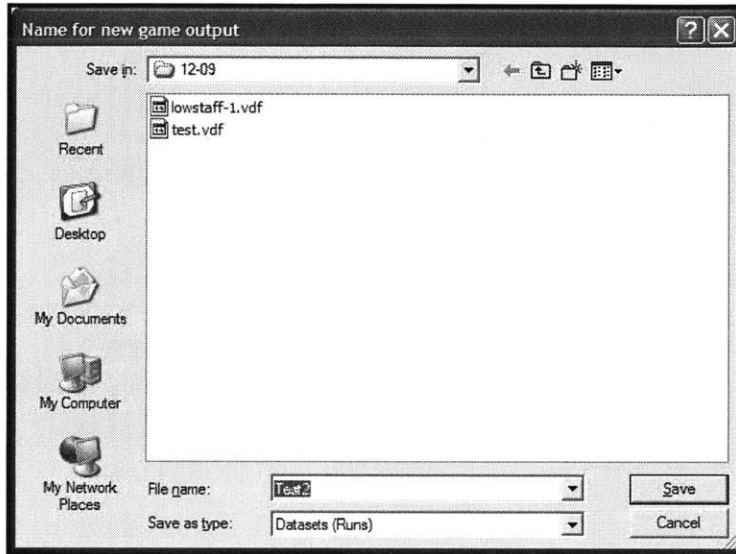 Name for new game output
Save in: 12-09
lowstaff-1.vdf
test.vdf
Recent
Desktop
My Documents
My Computer
My Network
Places
File name: Test2
Save
Save as type: Datasets (Runs)
Cancel